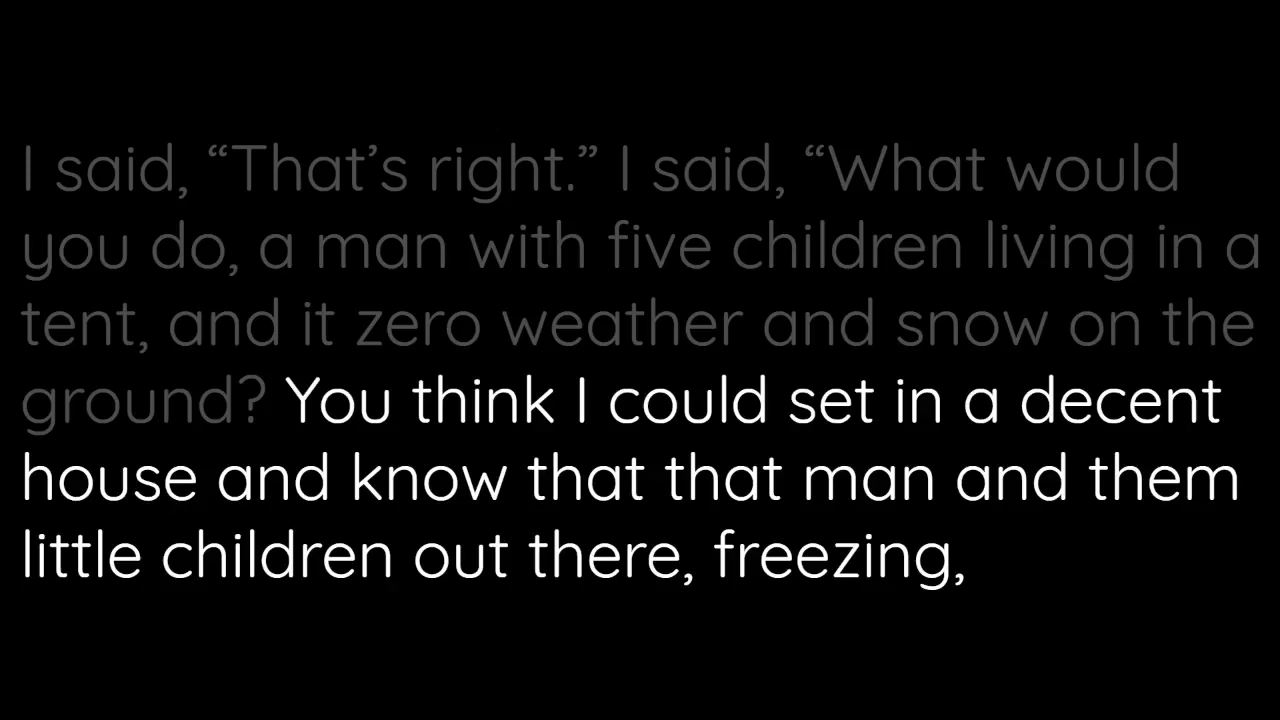 I said, “That’s right.” I said, “What would
you do, a man with five children living in a
tent, and it zero weather and snow on the
ground? You think I could set in a decent
house and know that that man and them
little children out there, freezing,